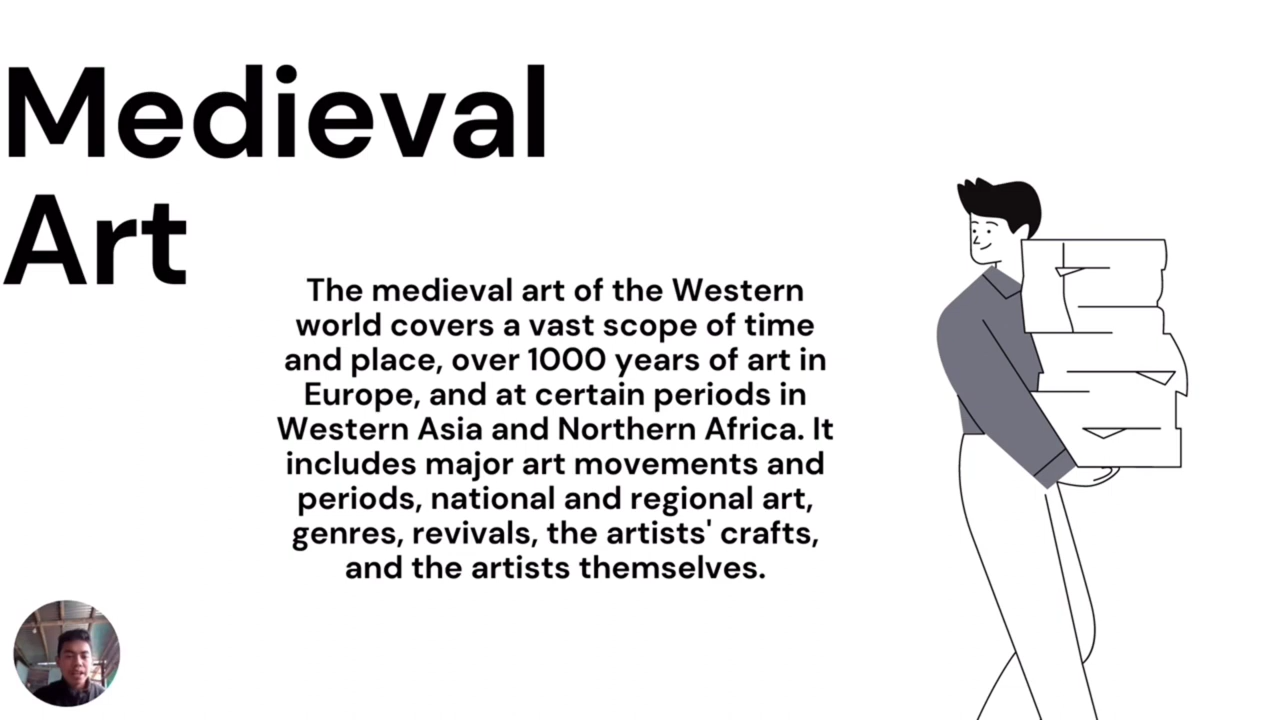 Medieval
Art
The medieval art of the Western
world covers a vast scope of time
and place, over 1000 years of art in
Europe, and at certain periods in
Western Asia and Northern Africa. It
includes major art movements and
periods, national and regional art,
genres, revivals, the artists' crafts,
and the artists themselves.